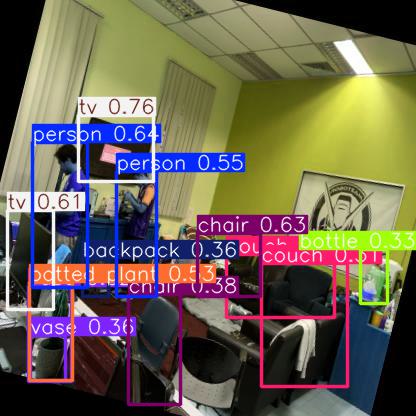 tv 0.76
person 0.64
person 0.55
tv 0.61
chair 0.63
bottle 0.33
couch 0.51
backpack 0.36
potted plant 0.53
chair 0.38
vase 0.36